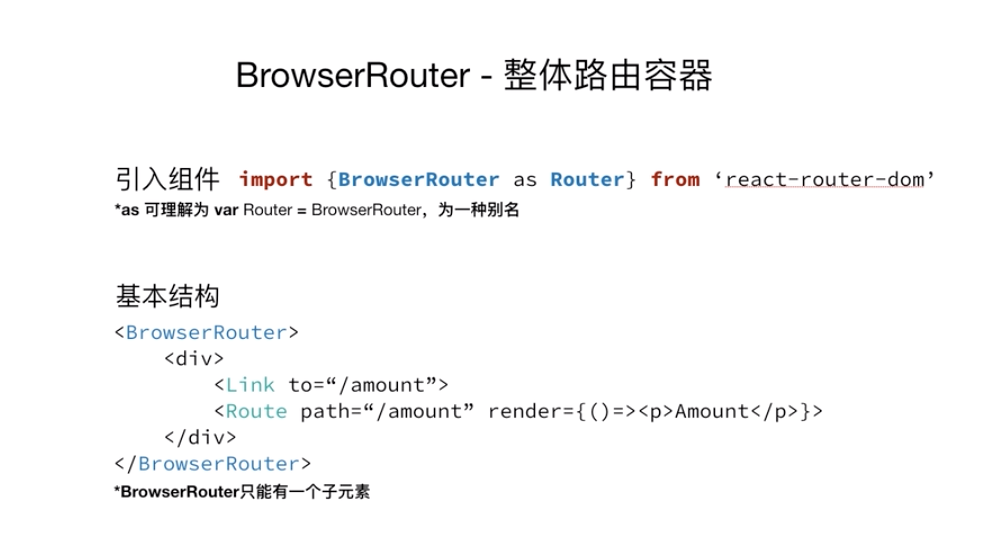 BrowserRouter - 整体路由容器
引入组件 import {BrowserRouter as Router} from ‘react-router-dom’
*as 可理解为 var Router = BrowserRouter，为一种别名
基本结构
<BrowserRouter>
    <div>
        <Link to=“/amount”>
        <Route path=“/amount” render={()=><p>Amount</p>}>
    </div>
</BrowserRouter>
*BrowserRouter只能有一个子元素